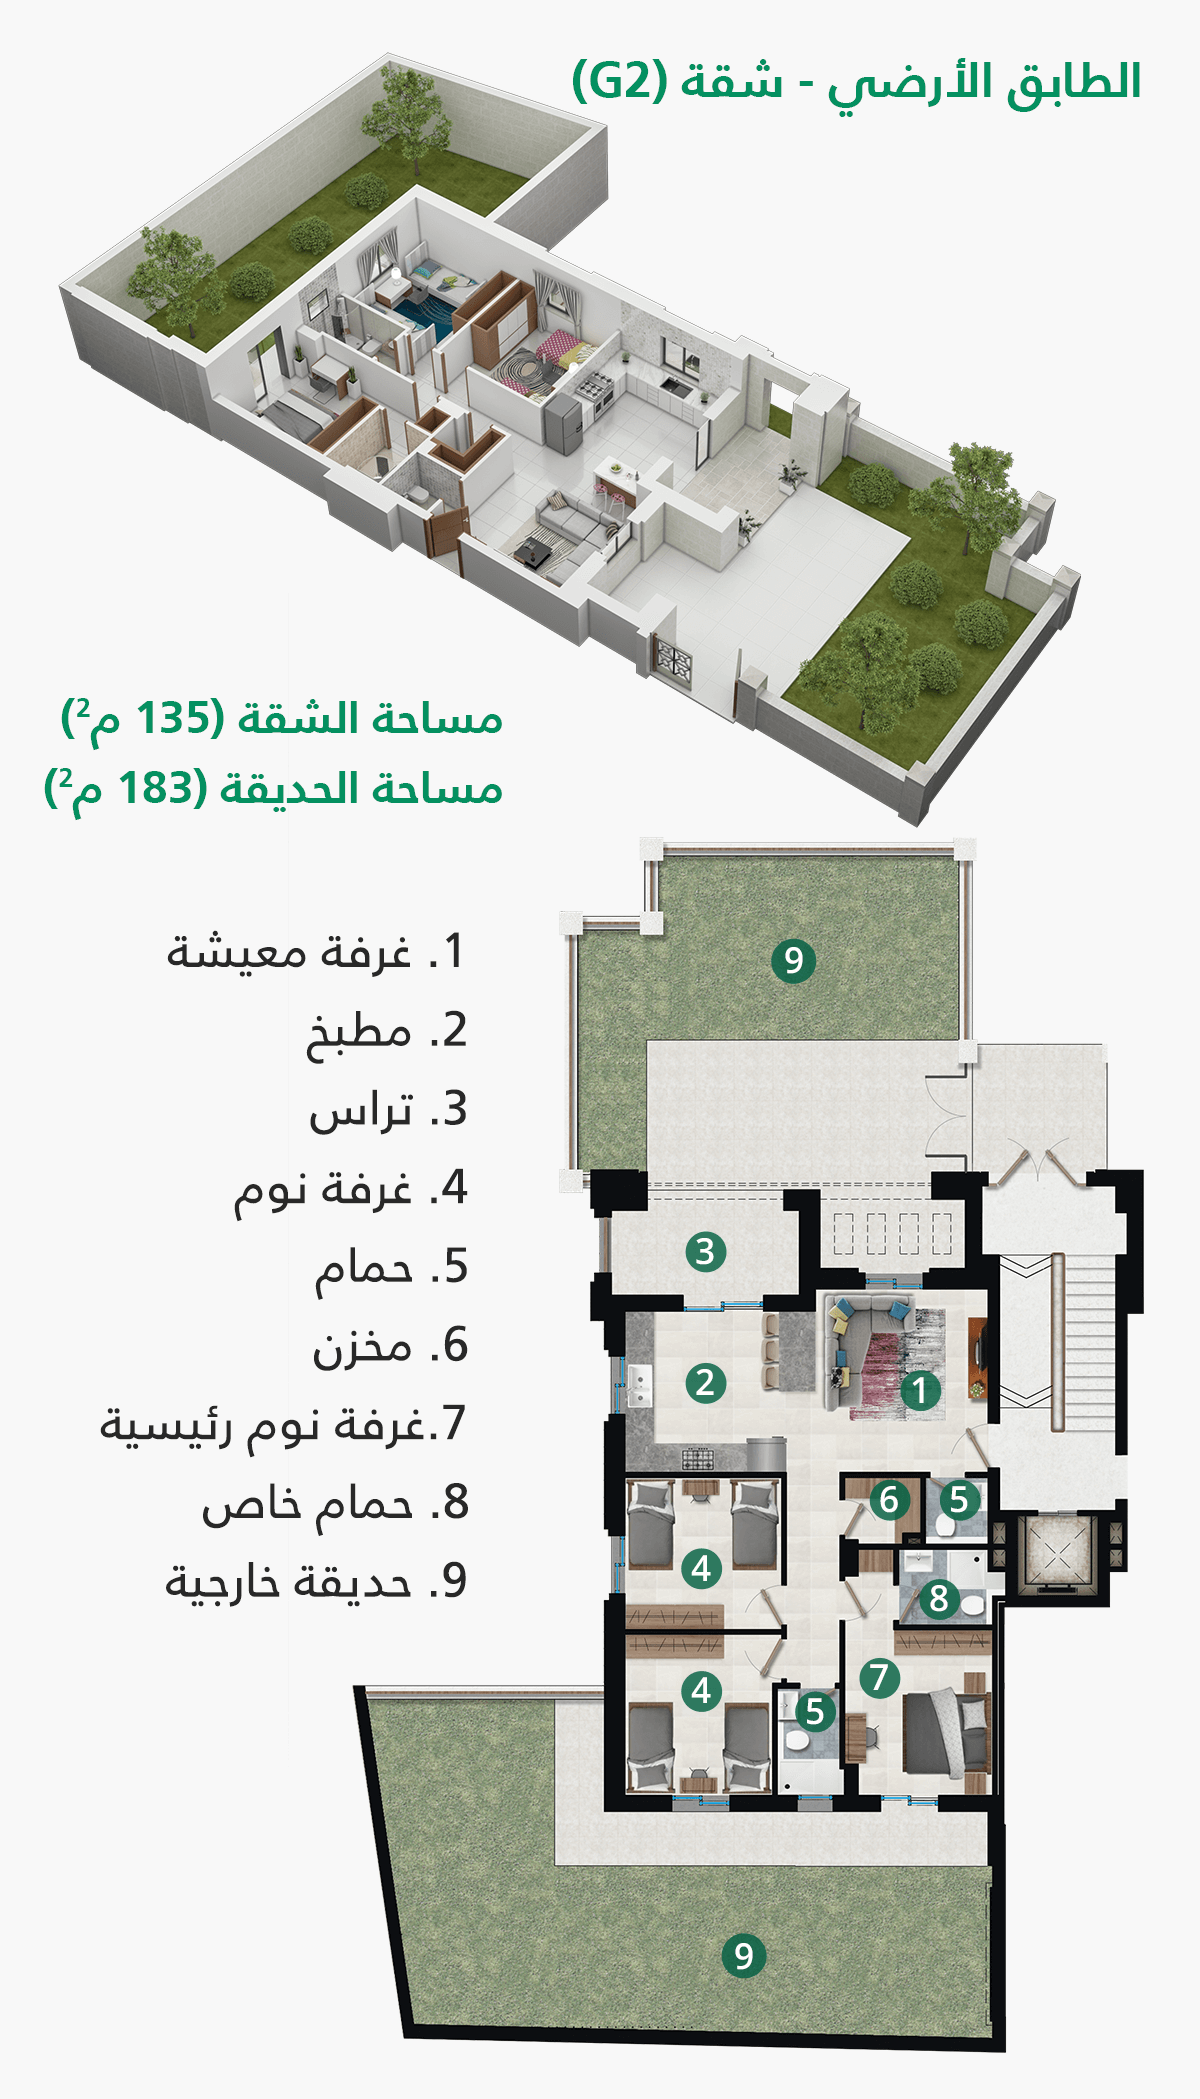 الطابق الأرضي - شقة (G2)
مساحة الشقة (135 م²)
مساحة الحديقة (183 م²)
1. غرفة معيشة
2. مطبخ
3. تراس
4. غرفة نوم
5. حمام
6. مخزن
7.غرفة نوم رئيسية
8. حمام خاص
9. حديقة خارجية
9
3
2
1
6
5
4
8
7
4
5
9